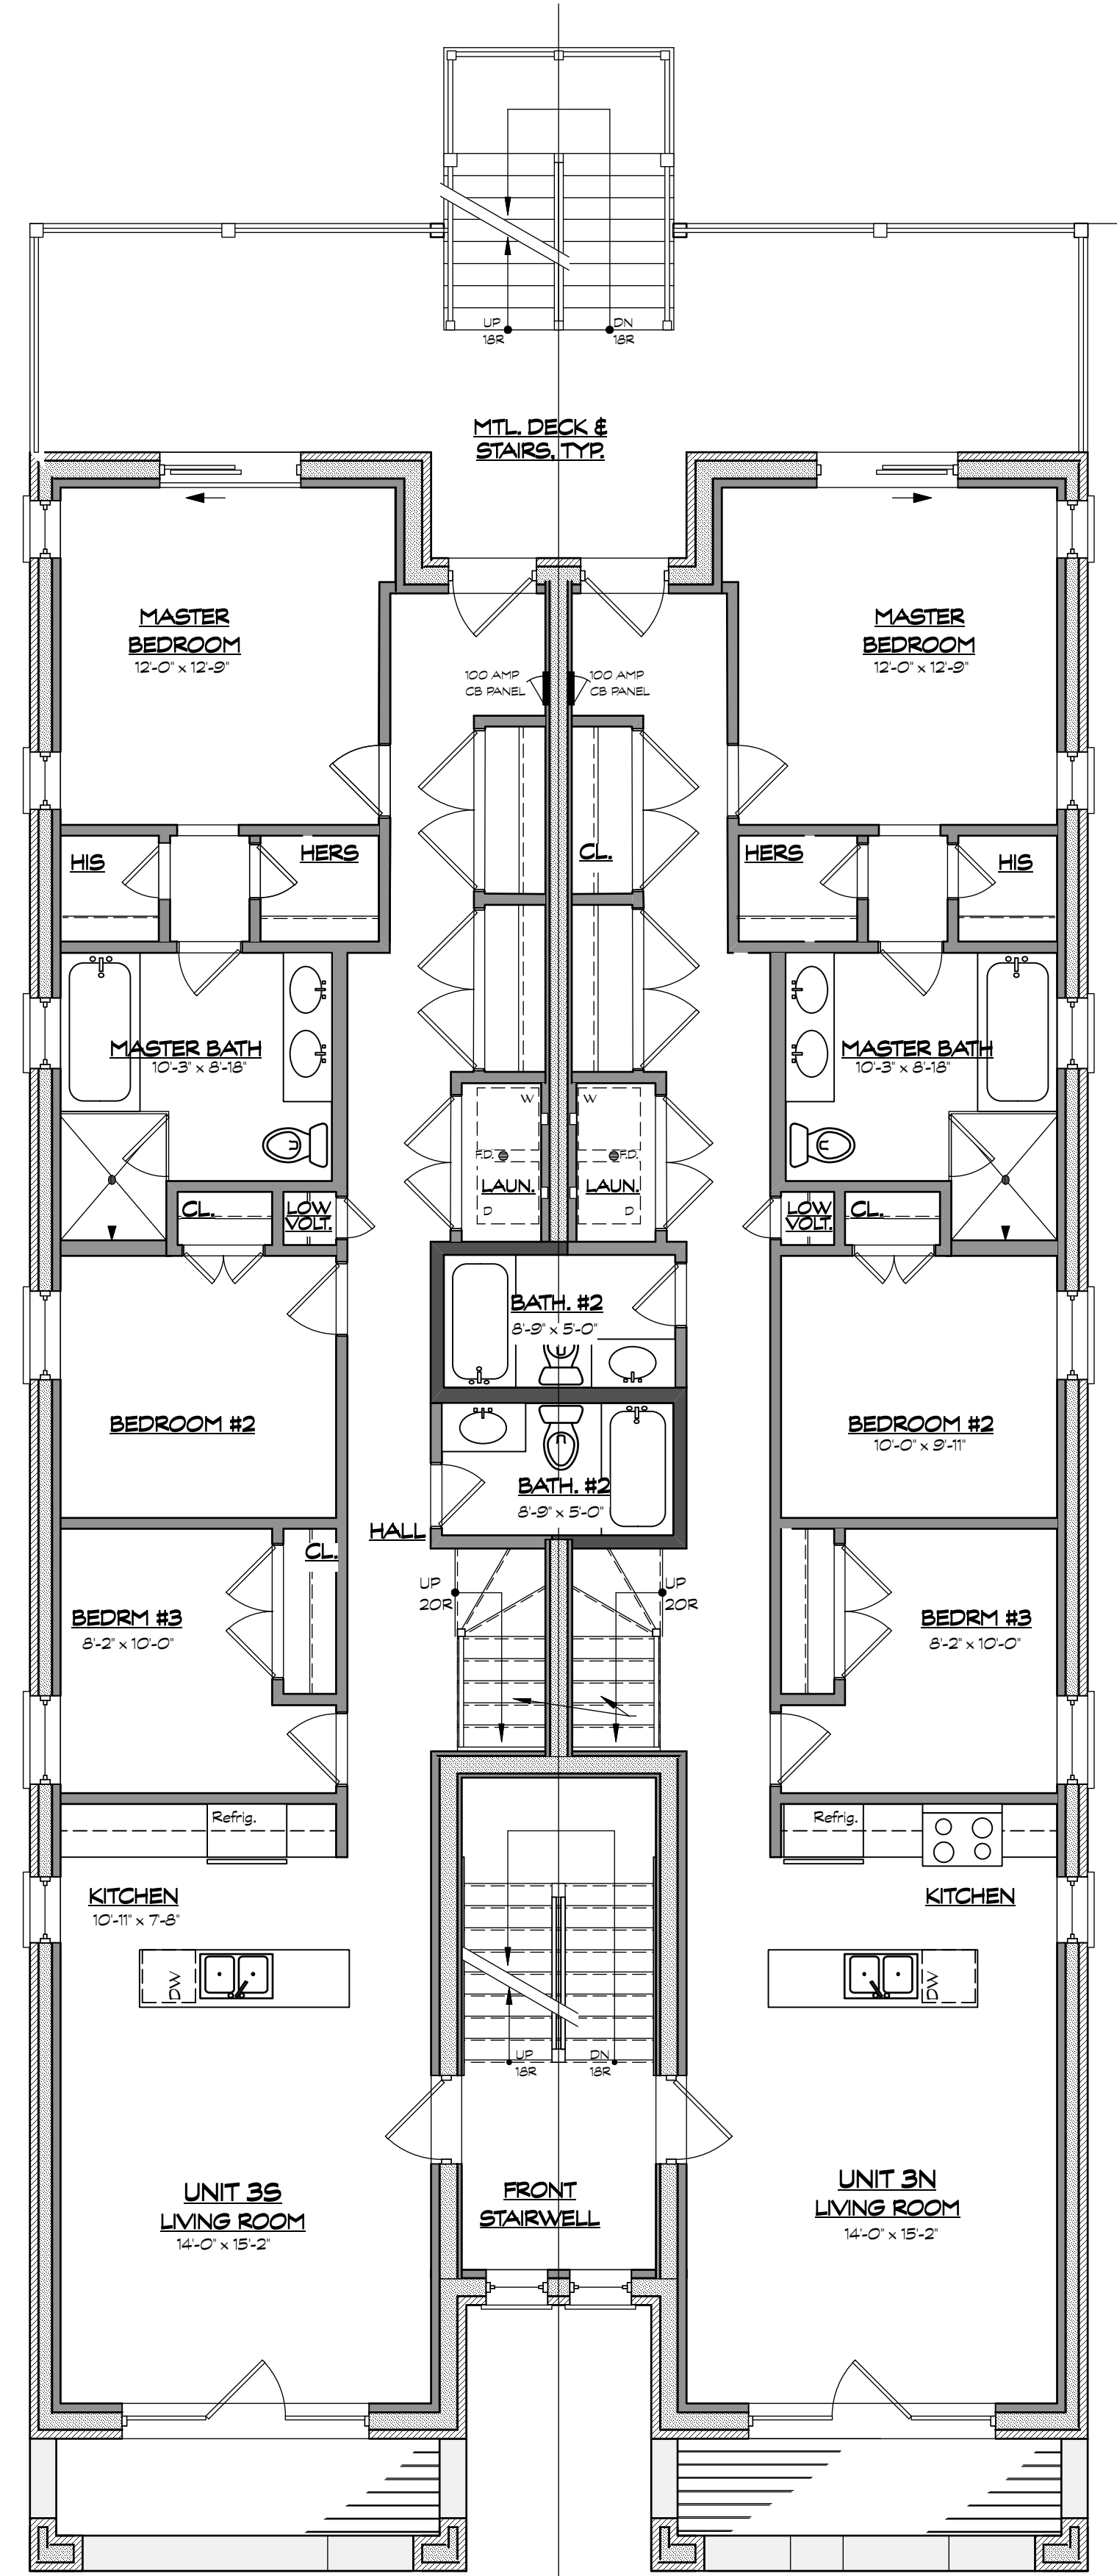 UP
18R
DN
18R
MTL. DECK &
STAIRS, TYP.
MASTER
BEDROOM
12'-0" x 12'-9"
100 AMP
CB PANEL
100 AMP
CB PANEL
MASTER
BEDROOM
12'-0" x 12'-9"
HIS
HERS
CL.
HERS
HIS
MASTER BATH
10'-3" x 8'-18"
MASTER BATH
10'-3" x 8'-18"
W
W
F.D.
F.D.
LAUN.
LAUN.
D
D
CL.
LOW
VOLT.
LOW
VOLT.
CL.
BATH. #2
8'-9" x 5'-0"
BEDROOM #2
BEDROOM #2
10'-0" x 9'-11"
BATH. #2
8'-9" x 5'-0"
HALL
CL.
UP
20R
UP
20R
BEDRM #3
8'-2" x 10'-0"
BEDRM #3
8'-2" x 10'-0"
Refrig.
Refrig.
KITCHEN
10'-11" x 7'-8"
KITCHEN
DW
DW
UP
18R
DN
18R
UNIT 3S
LIVING ROOM
14'-0" x 15'-2"
FRONT
STAIRWELL
UNIT 3N
LIVING ROOM
14'-0" x 15'-2"